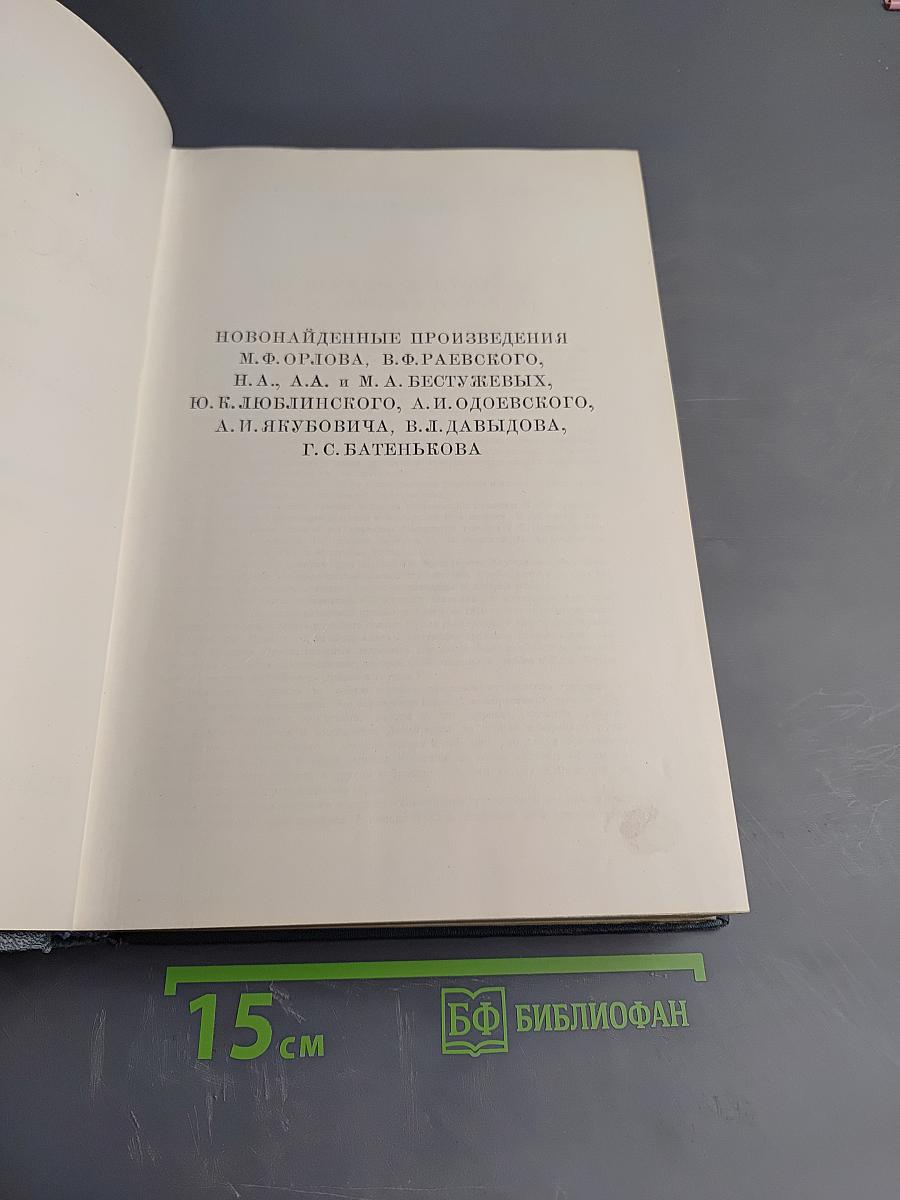 НОВОНАЙДЕННЫЕ ПРОИЗВЕДЕНИЯ
М.Ф.ОРЛОВА, В.Ф.РАЕВСКОГО,
Н.А., А.А. и М.А.БЕСТУЖЕВЫХ,
Ю.К.ЛЮБЛИНСКОГО, А.И.ОДОЕВСКОГО,
А.И.ЯКУБОВИЧА, В.Л.ДАВЫДОВА,
Г.С.БАТЕНЬКОВА
15 см
БФ БИБЛИОФАН